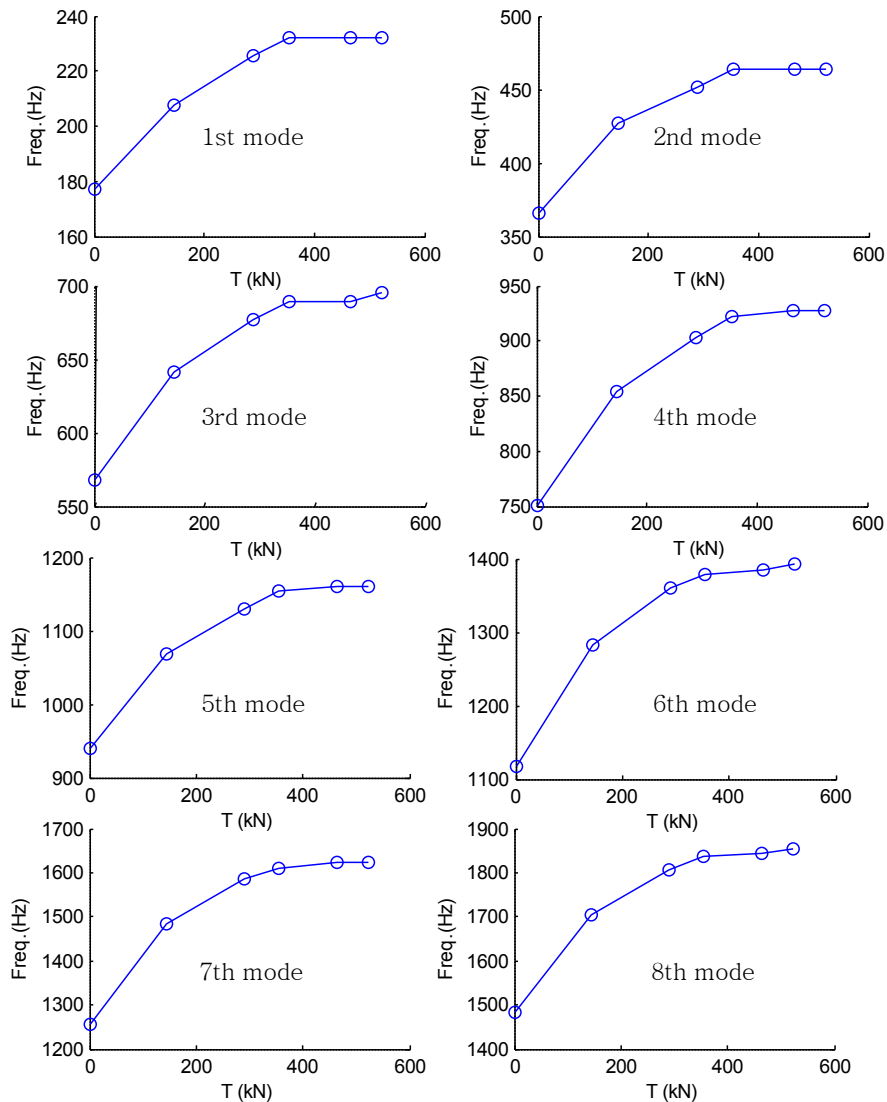 240
220
200
180
160
Freq.(Hz)
1st mode
0 200 400 600
T (kN)
500
450
400
350
Freq.(Hz)
2nd mode
0 200 400 600
T (kN)
700
650
600
550
Freq.(Hz)
3rd mode
0 200 400 600
T (kN)
950
900
850
800
750
Freq.(Hz)
4th mode
0 200 400 600
T (kN)
1200
1100
1000
900
Freq.(Hz)
5th mode
0 200 400 600
T (kN)
1400
1300
1200
1100
Freq.(Hz)
6th mode
0 200 400 600
T (kN)
1700
1600
1500
1400
1300
1200
Freq.(Hz)
7th mode
0 200 400 600
T (kN)
1900
1800
1700
1600
1500
1400
Freq.(Hz)
8th mode
0 200 400 600
T (kN)